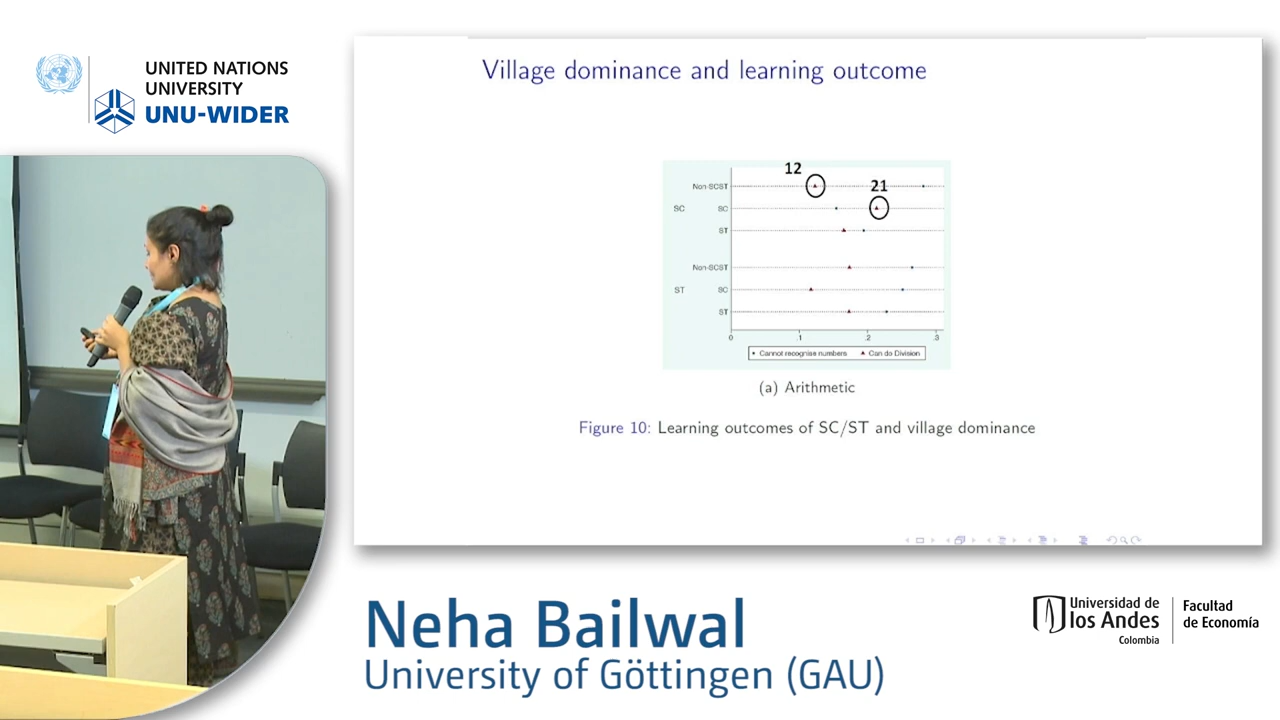 UNITED NATIONS
UNIVERSITY
UNU-WIDER
Village dominance and learning outcome
12
21
Non-SCST
SC SC
ST
Non-SCST
ST SC
ST
0 .1 .2 .3
Cannot recognise numbers Can do Division
(a) Arithmetic
Figure 10: Learning outcomes of SC/ST and village dominance
Neha Bailwal
University of Göttingen (GAU)
Universidad de
los Andes
Colombia
Facultad
de Economía